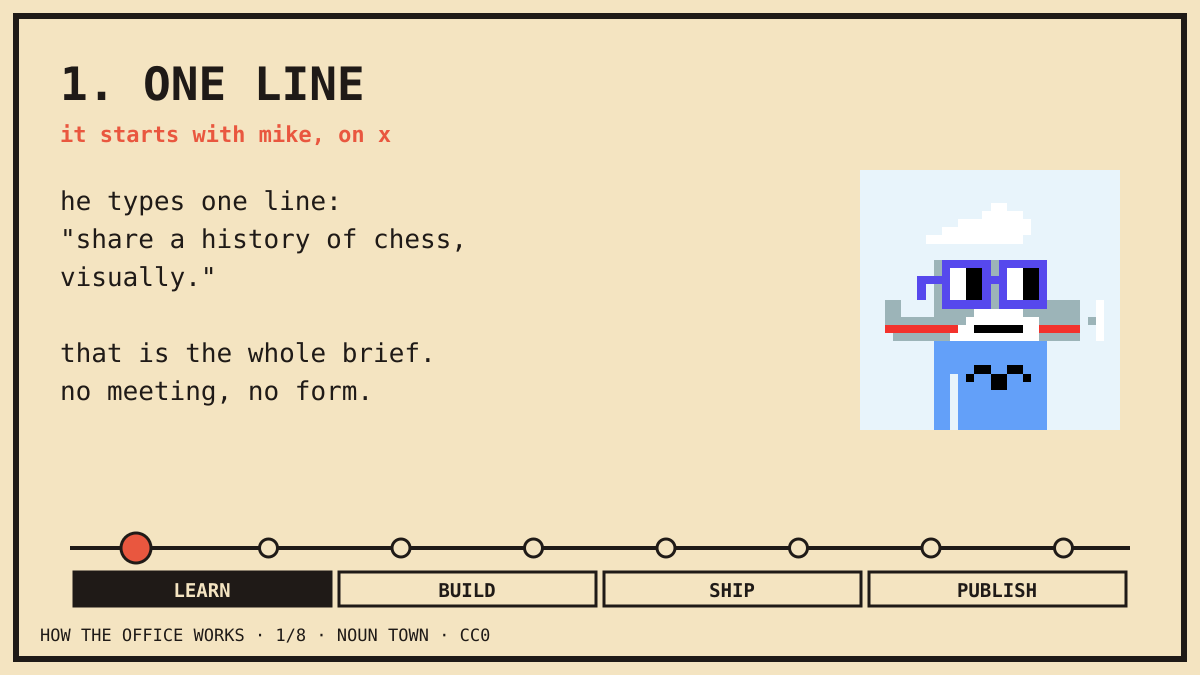 1. ONE LINE
it starts with mike, on x
he types one line:
"share a history of chess,
visually."
that is the whole brief.
no meeting, no form.
LEARN
BUILD
SHIP
PUBLISH
HOW THE OFFICE WORKS · 1/8 · NOUN TOWN · CC0